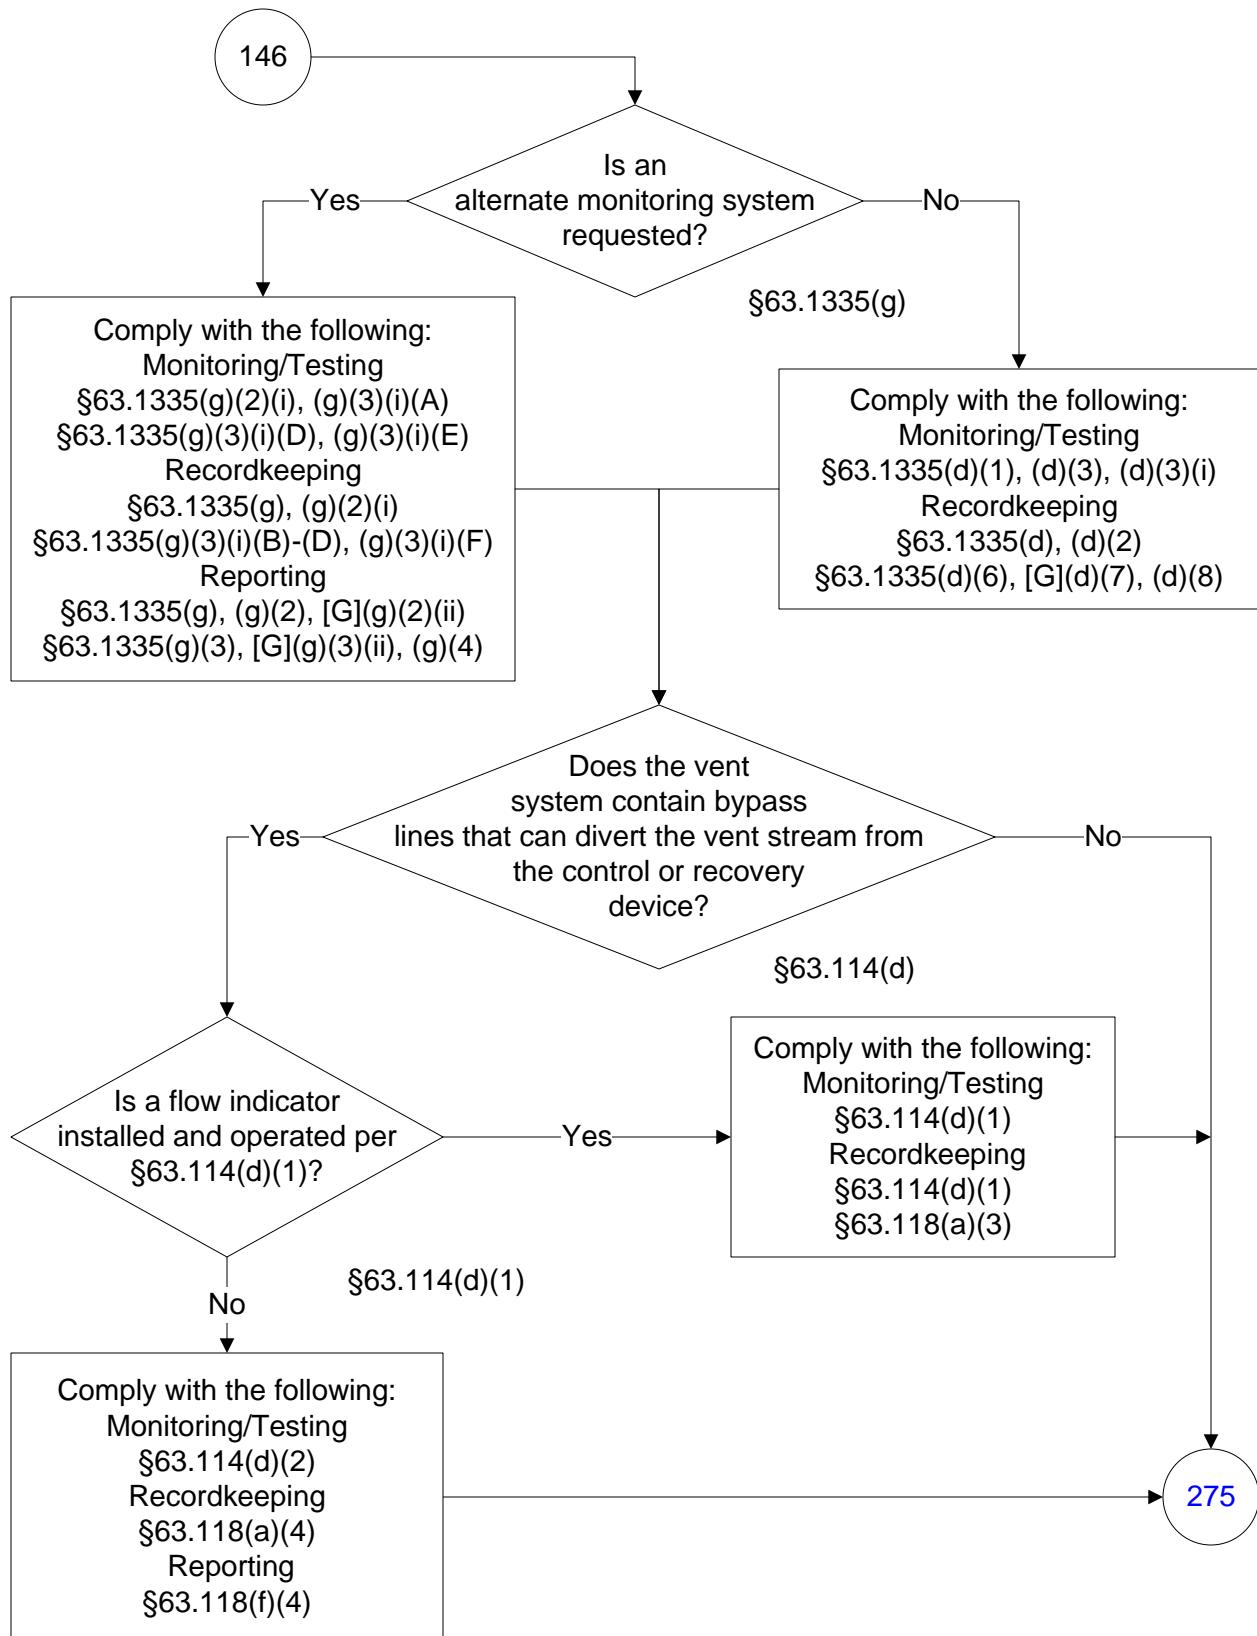 146
Is an
alternate monitoring system
requested?
Yes
No
§63.1335(g)
Comply with the following:
Monitoring/Testing
§63.1335(g)(2)(i), (g)(3)(i)(A)
§63.1335(g)(3)(i)(D), (g)(3)(i)(E)
Recordkeeping
§63.1335(g), (g)(2)(i)
§63.1335(g)(3)(i)(B)-(D), (g)(3)(i)(F)
Reporting
§63.1335(g), (g)(2), [G](g)(2)(ii)
§63.1335(g)(3), [G](g)(3)(ii), (g)(4)
Comply with the following:
Monitoring/Testing
§63.1335(d)(1), (d)(3), (d)(3)(i)
Recordkeeping
§63.1335(d), (d)(2)
§63.1335(d)(6), [G](d)(7), (d)(8)
Does the vent
system contain bypass
lines that can divert the vent stream from
the control or recovery
device?
Yes
No
§63.114(d)
Is a flow indicator
installed and operated per
§63.114(d)(1)?
Yes
Comply with the following:
Monitoring/Testing
§63.114(d)(1)
Recordkeeping
§63.114(d)(1)
§63.118(a)(3)
§63.114(d)(1)
No
Comply with the following:
Monitoring/Testing
§63.114(d)(2)
Recordkeeping
§63.118(a)(4)
Reporting
§63.118(f)(4)
275